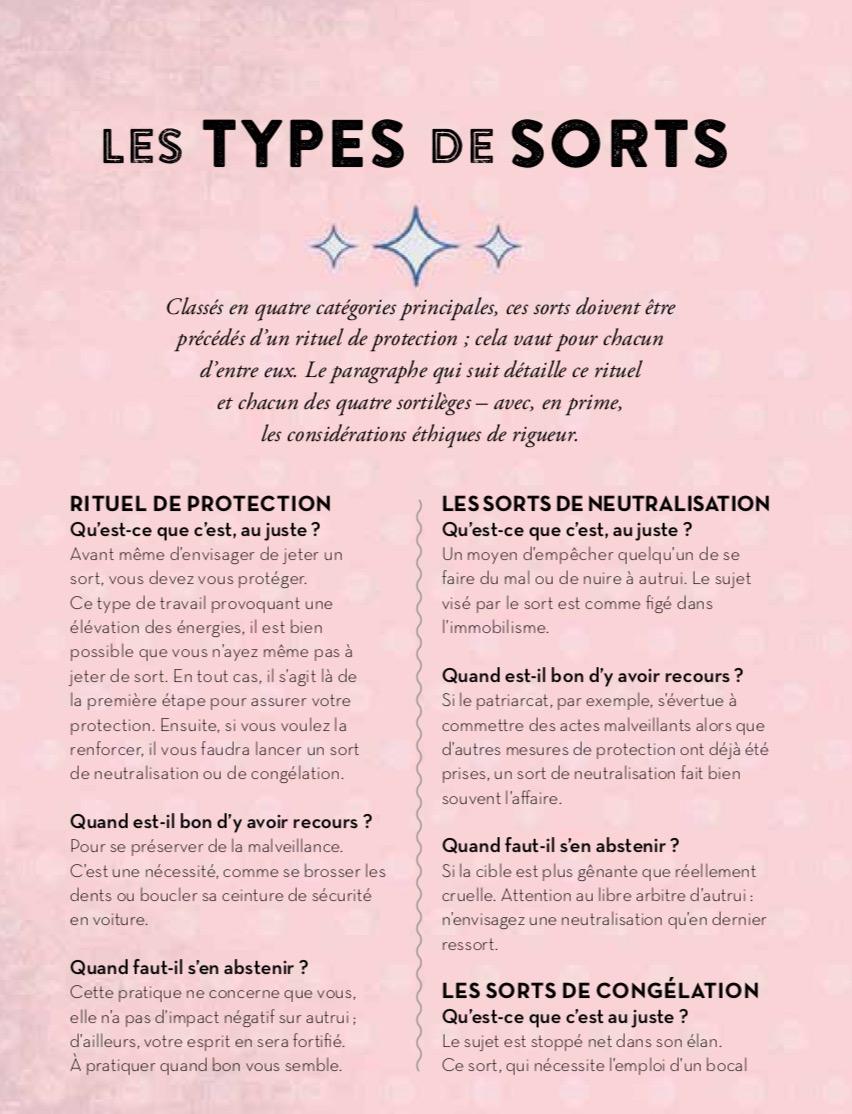 LES TYPES DE SORTS
Classés en quatre catégories principales, ces sorts doivent être
précédés d'un rituel de protection ; cela vaut pour chacun
d'entre eux. Le paragraphe qui suit détaille ce rituel
et chacun des quatre sortilèges – avec, en prime,
les considérations éthiques de rigueur.
RITUEL DE PROTECTION
Qu'est-ce que c'est, au juste ?
Avant même d'envisager de jeter un
sort, vous devez vous protéger.
Ce type de travail provoquant une
élévation des énergies, il est bien
possible que vous n'ayez même pas à
jeter de sort. En tout cas, il s'agit là de
la première étape pour assurer votre
protection. Ensuite, si vous voulez la
renforcer, il vous faudra lancer un sort
de neutralisation ou de congélation.
Quand est-il bon d'y avoir recours ?
Pour se préserver de la malveillance.
C'est une nécessité, comme se brosser les
dents ou boucler sa ceinture de sécurité
en voiture.
Quand faut-il s'en abstenir ?
Cette pratique ne concerne que vous,
elle n'a pas d'impact négatif sur autrui ;
d'ailleurs, votre esprit en sera fortifié.
À pratiquer quand bon vous semble.
LES SORTS DE NEUTRALISATION
Qu'est-ce que c'est, au juste ?
Un moyen d'empêcher quelqu'un de se
faire du mal ou de nuire à autrui. Le sujet
visé par le sort est comme figé dans
l'immobilisme.
Quand est-il bon d'y avoir recours ?
Si le patriarcat, par exemple, s'évertue à
commettre des actes malveillants alors que
d'autres mesures de protection ont déjà été
prises, un sort de neutralisation fait bien
souvent l'affaire.
Quand faut-il s'en abstenir ?
Si la cible est plus gênante que réellement
cruelle. Attention au libre arbitre d'autrui :
n'envisagez une neutralisation qu'en dernier
ressort.
LES SORTS DE CONGÉLATION
Qu'est-ce que c'est au juste ?
Le sujet est stoppé net dans son élan.
Ce sort, qui nécessite l'emploi d'un bocal